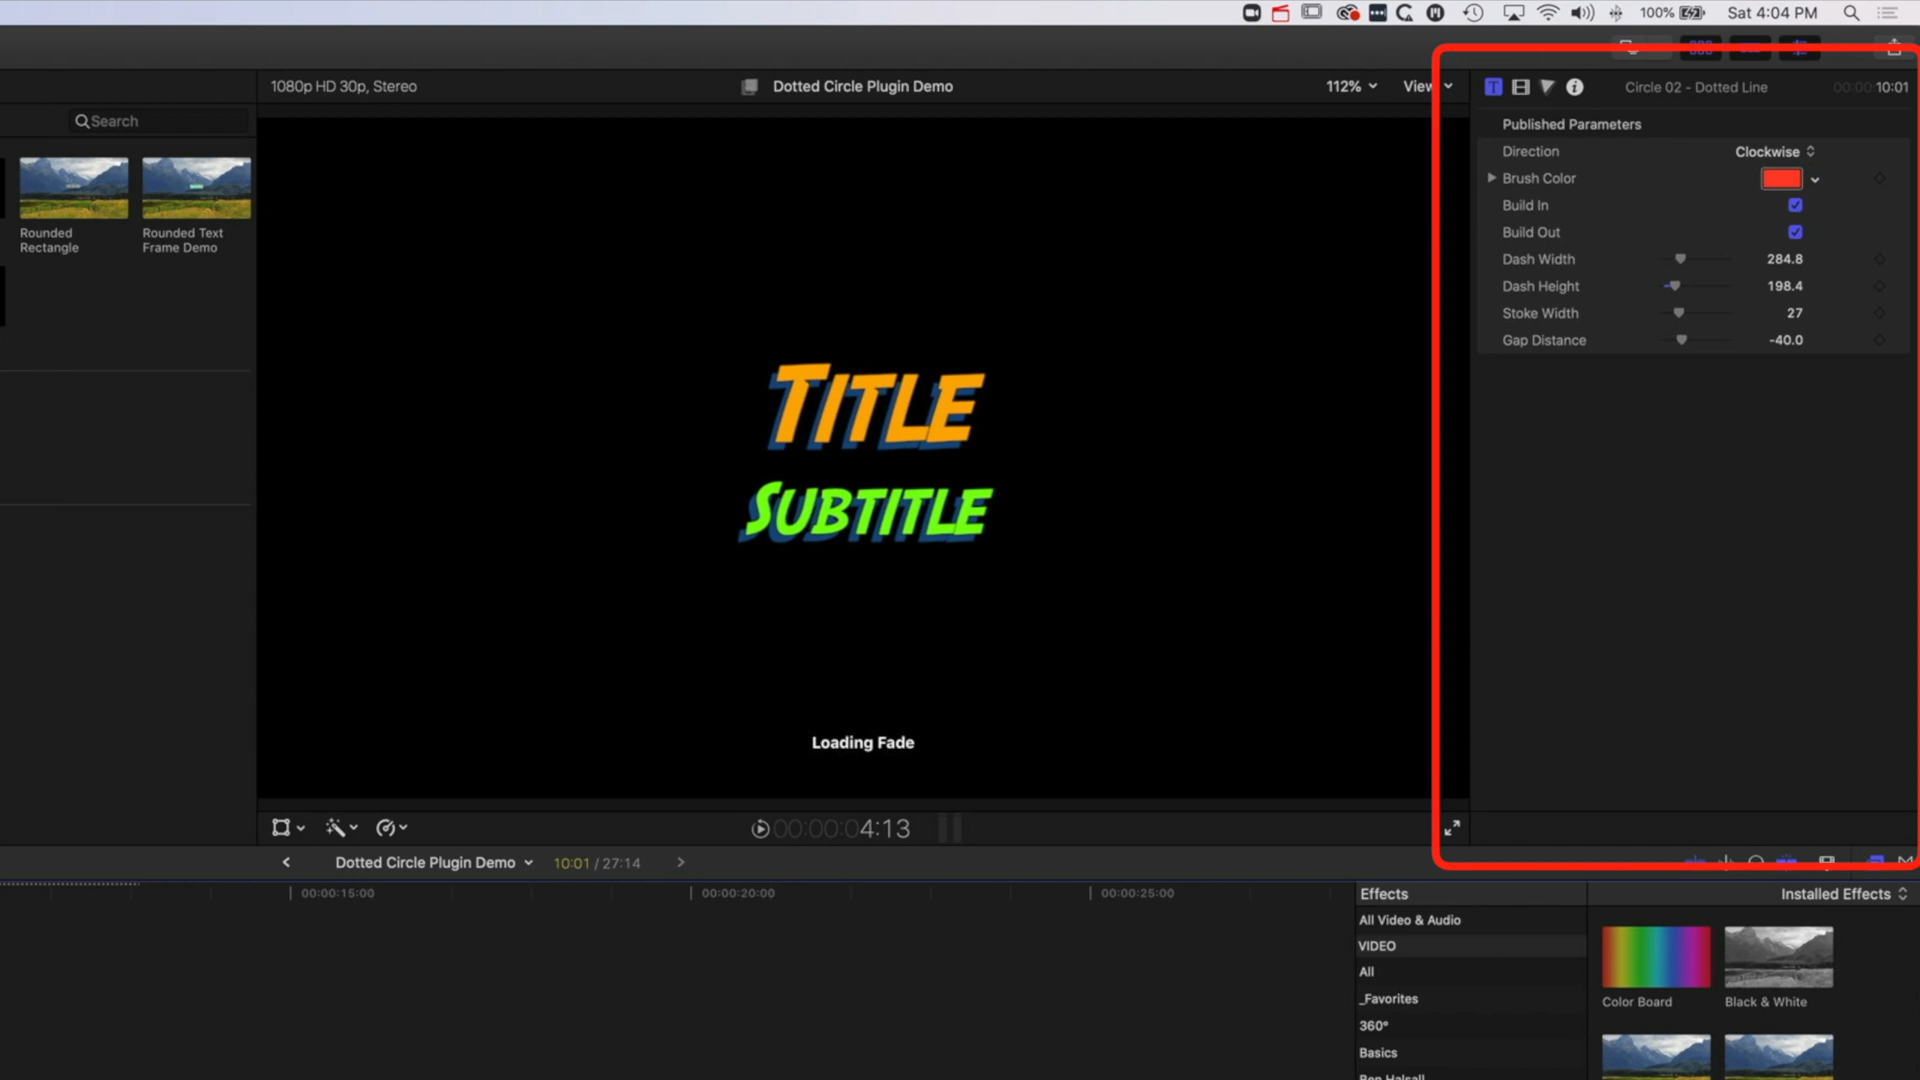 100%
Sat 4:04 PM
1080p HD 30p, Stereo
Dotted Circle Plugin Demo
112%
View
Circle 02 - Dotted Line
00:00:10:01
Search
Published Parameters
Direction
Clockwise
Brush Color
Build In
Build Out
Dash Width
284.8
Dash Height
198.4
Stoke Width
27
Gap Distance
-40.0
Rounded
Rectangle
Rounded Text
Frame Demo
TITLE
SUBTITLE
Loading Fade
00:00:04:13
Dotted Circle Plugin Demo
10:01 / 27:14
00:00:15:00
00:00:20:00
00:00:25:00
Effects
Installed Effects
All Video & Audio
VIDEO
All
_Favorites
360°
Basics
Ben Halsall
Color Board
Black & White